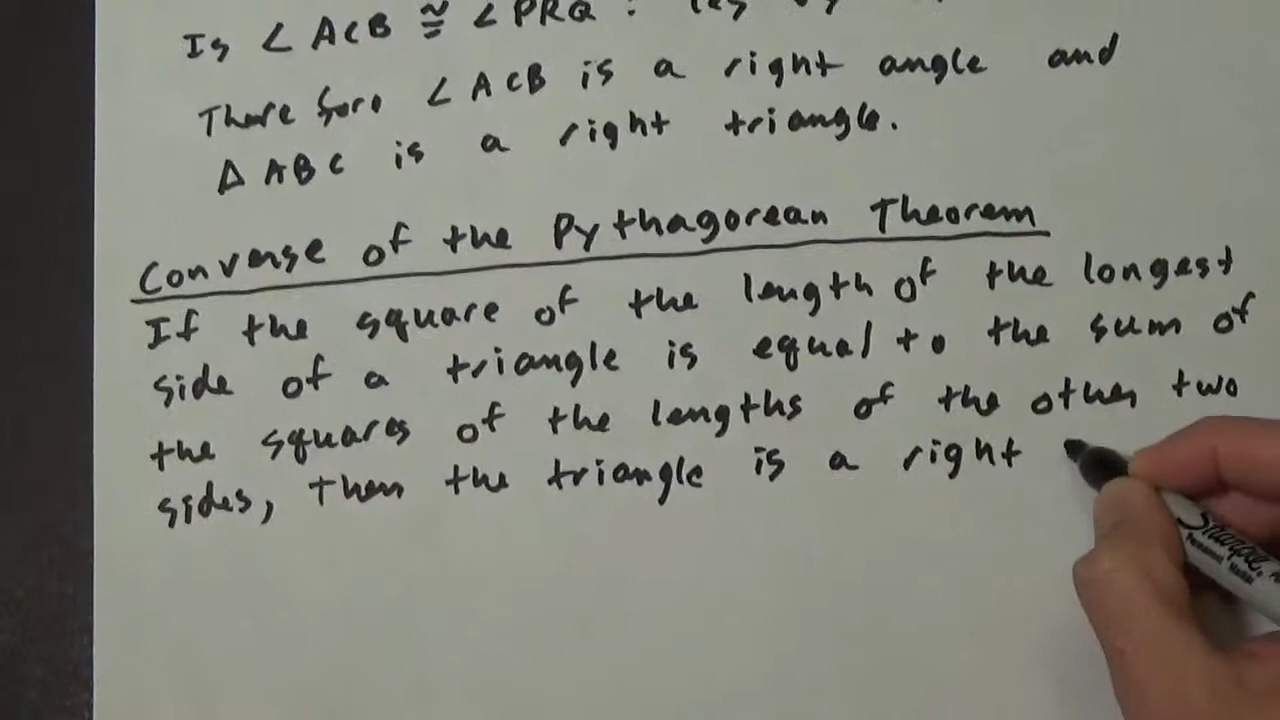 Is ∠ACB ≅ ∠PRQ?
Therefore ∠ACB is a right angle and
△ABC is a right triangle.
Converse of the Pythagorean Theorem
If the square of the length of the longest
side of a triangle is equal to the sum of
the squares of the lengths of the other two
sides, then the triangle is a right
Sharpie